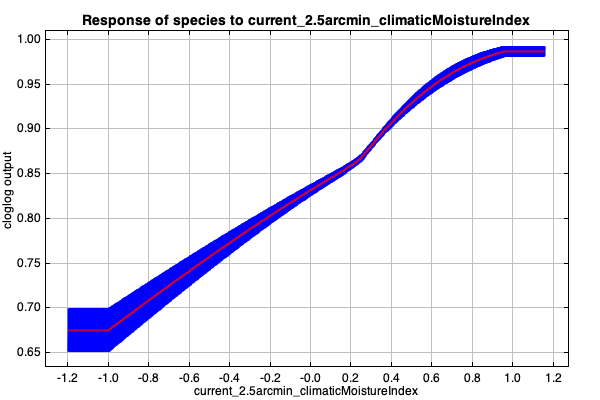 Response of species to current_2.5arcmin_climaticMoistureIndex
1.00
0.95
0.90
0.85
0.80
0.75
0.70
0.65
cloglog output
-1.2 -1.0 -0.8 -0.6 -0.4 -0.2 -0.0 0.2 0.4 0.6 0.8 1.0 1.2
current_2.5arcmin_climaticMoistureIndex